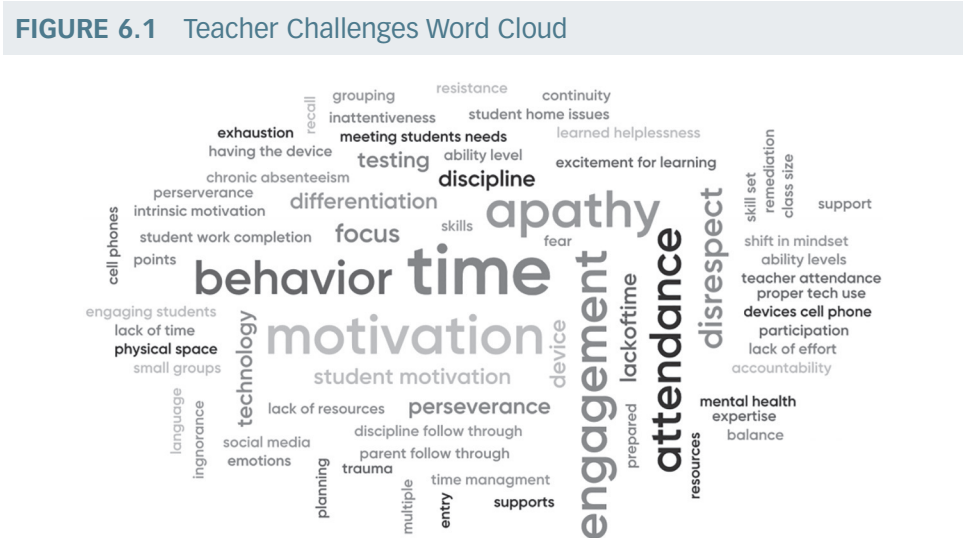 FIGURE 6.1 Teacher Challenges Word Cloud
resistance
grouping
continuity
recall
inattentiveness
student home issues
exhaustion
meeting students needs
learned helplessness
having the device
testing
ability level
excitement for learning
chronic absenteeism
discipline
remediation
class size
skill set
perserverance
differentiation
apathy
support
intrinsic motivation
cell phones
student work completion
focus
skills
fear
disrespect
shift in mindset
points
behavior
time
ability levels
teacher attendance
proper tech use
engaging students
devices cell phone
lack of time
technology
motivation
device
engagement
lackoftime
attendance
participation
physical space
lack of effort
small groups
student motivation
accountability
language
ingnorance
lack of resources
perseverance
prepared
mental health
expertise
social media
discipline follow through
balance
emotions
parent follow through
resources
planning
trauma
time managment
multiple
entry
supports